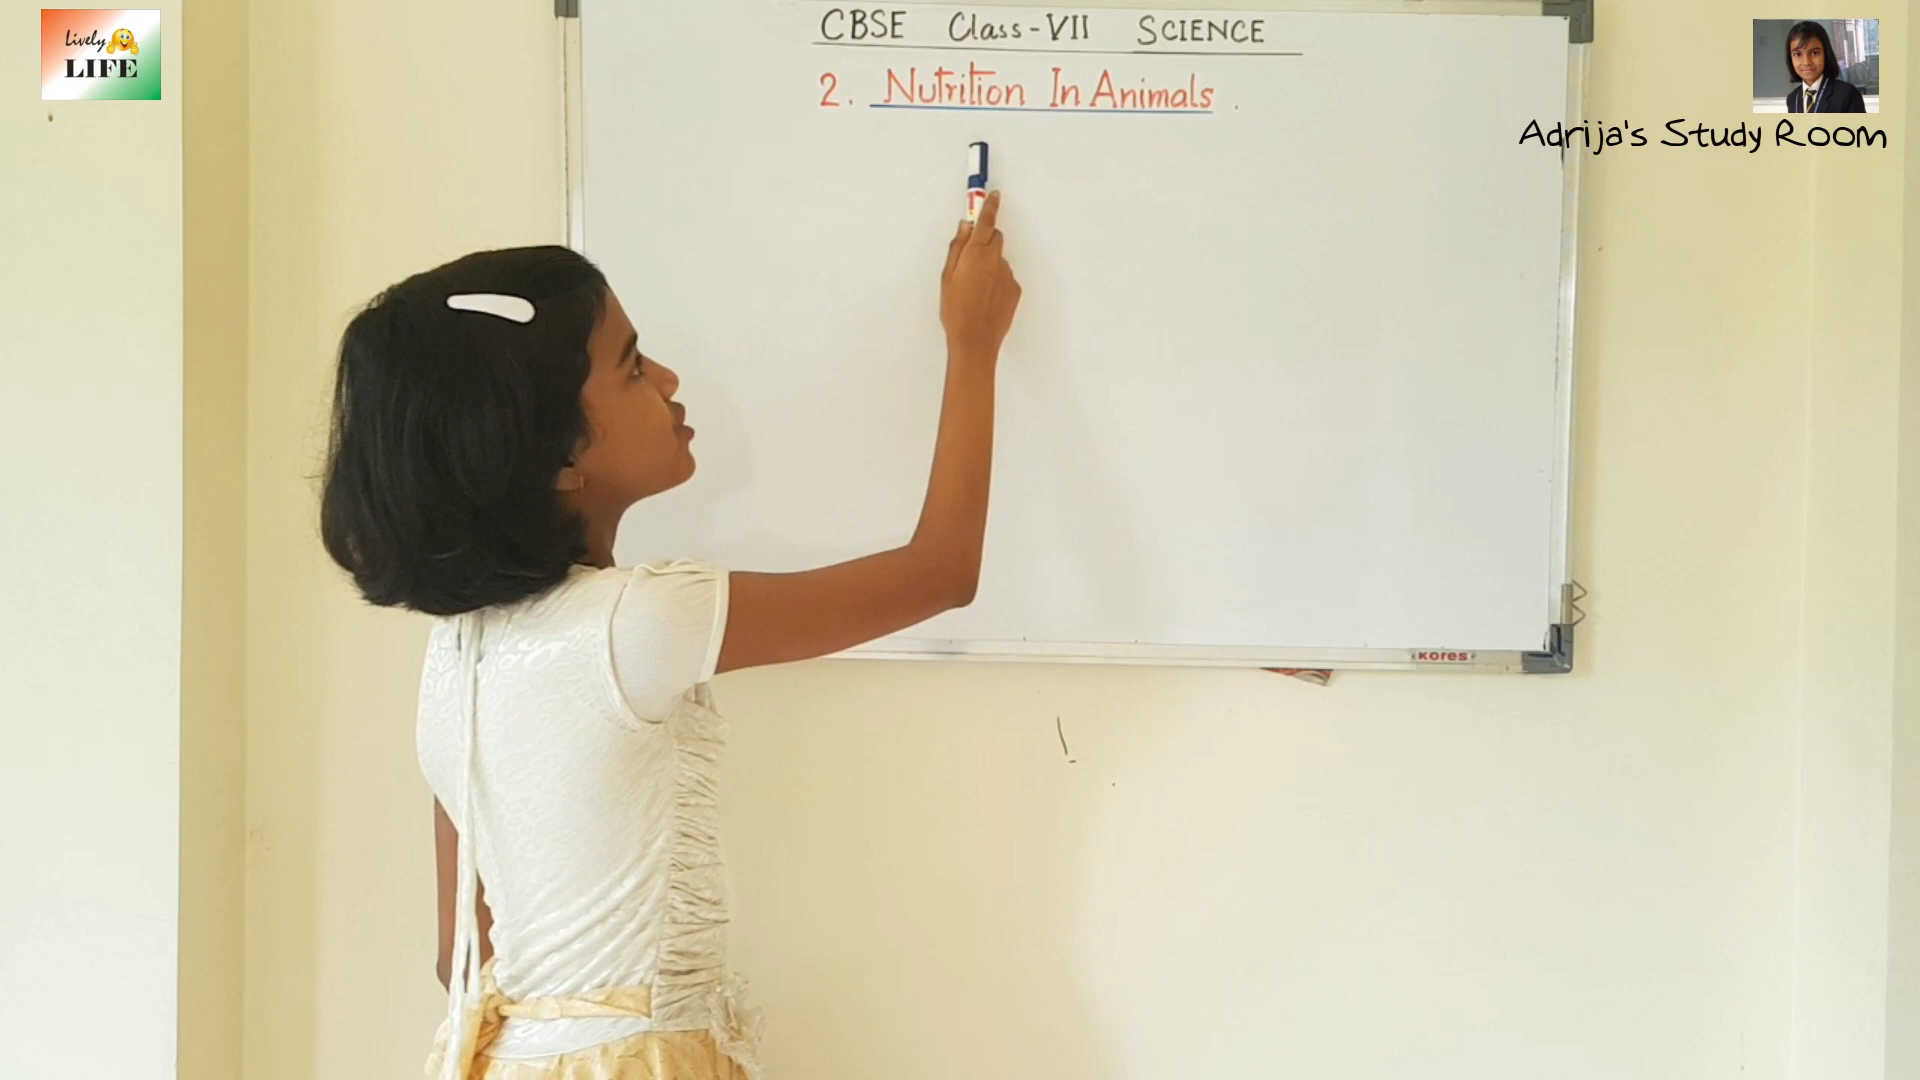 Lively
LIFE
CBSE Class-VII SCIENCE
2. Nutrition In Animals.
Adrija's Study Room
KORES